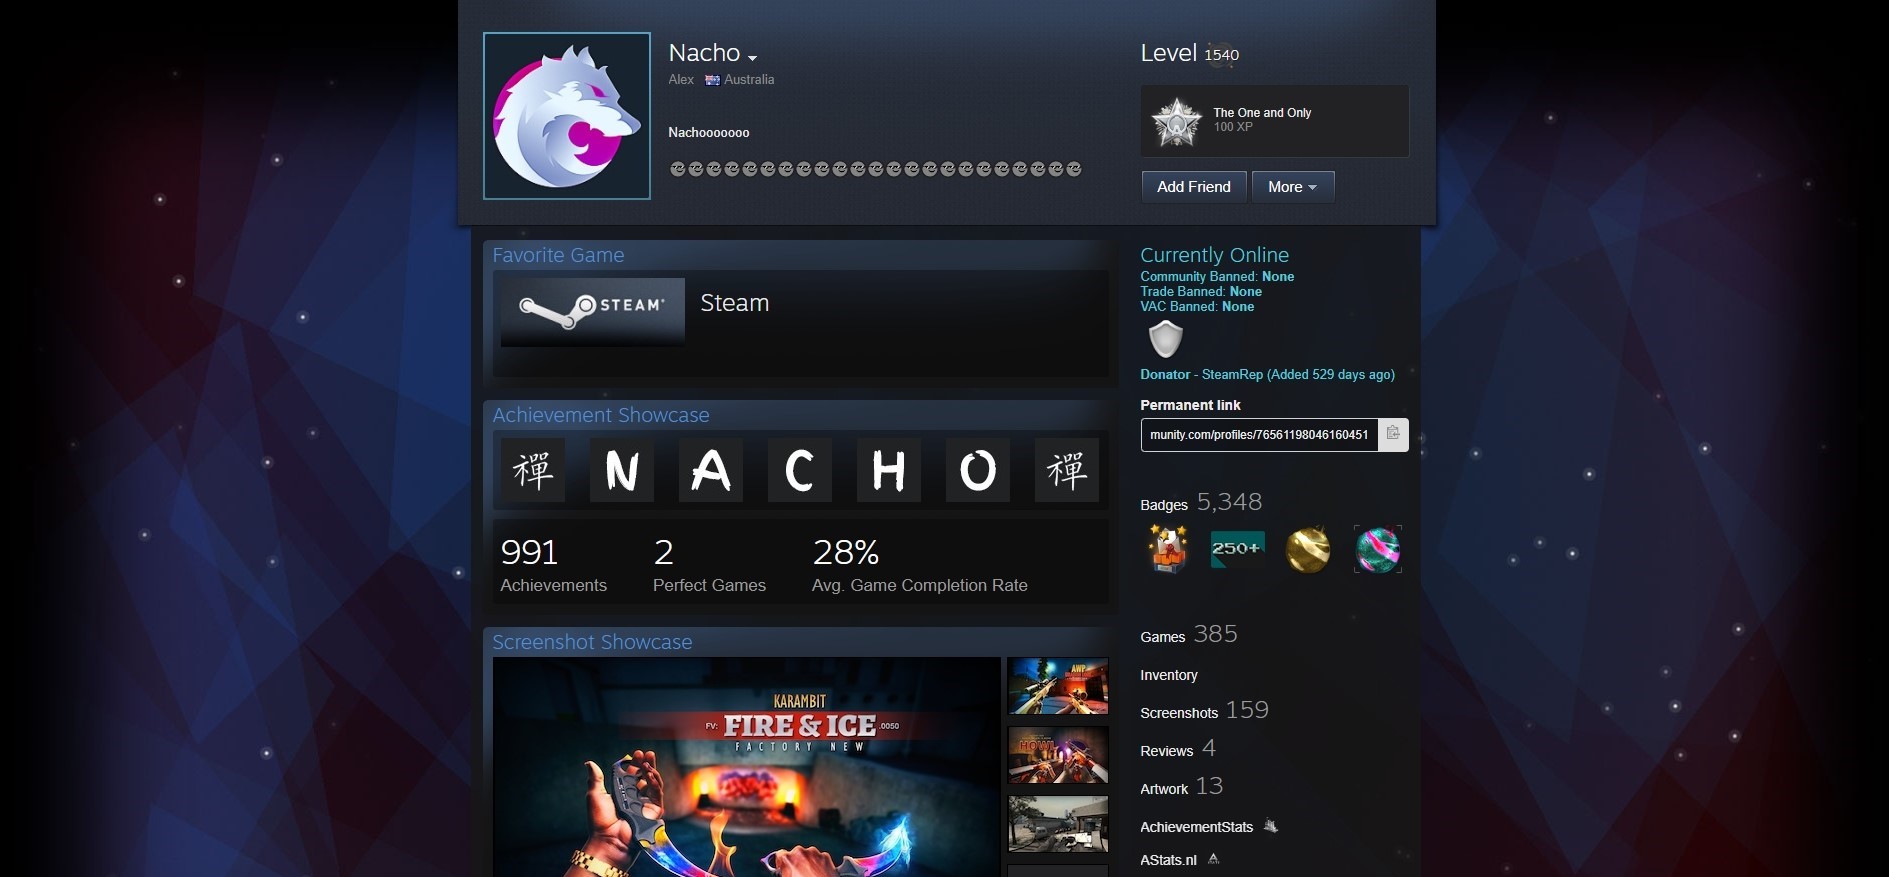 Nacho
Alex Australia
Nachooooooo
Level 1540
The One and Only
100 XP
Add Friend
More
Favorite Game
STEAM
Steam
Achievement Showcase
禪 N A C H O 禪
991
Achievements
2
Perfect Games
28%
Avg. Game Completion Rate
Screenshot Showcase
KARAMBIT
FV: FIRE & ICE .0050
FACTORY NEW
AWP
HOWL
Currently Online
Community Banned: None
Trade Banned: None
VAC Banned: None
Donator - SteamRep (Added 529 days ago)
Permanent link
munity.com/profiles/76561198046160451
Badges 5,348
250+
Games 385
Inventory
Screenshots 159
Reviews 4
Artwork 13
AchievementStats
AStats.nl